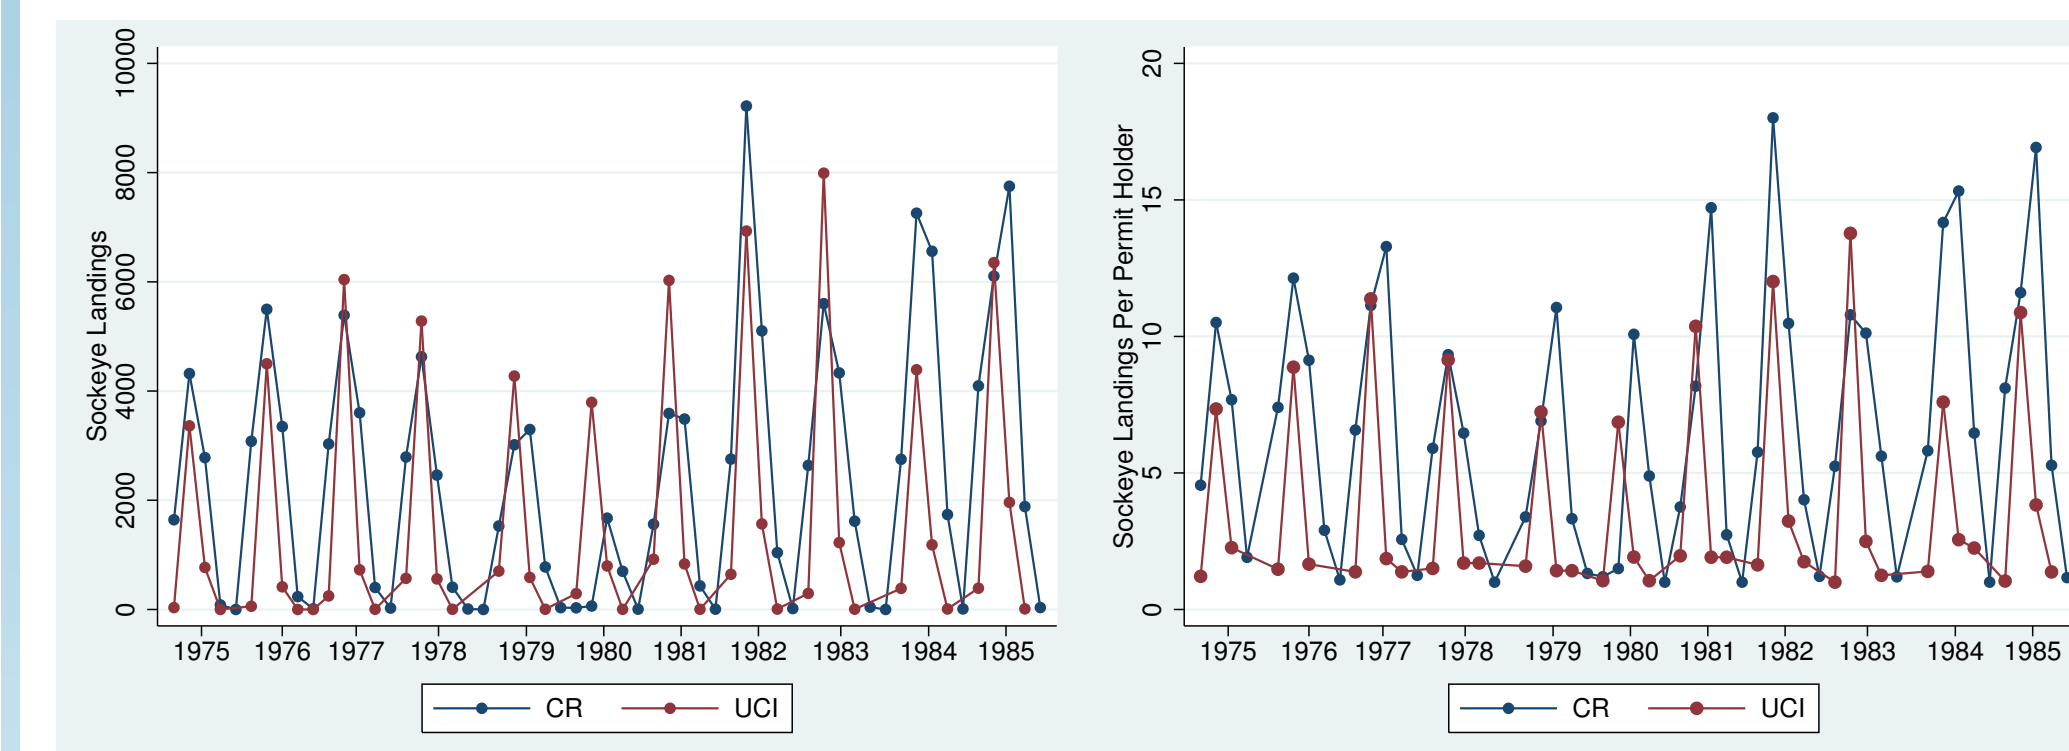 Sockeye Landings
10000
8000
6000
4000
2000
0
1975 1976 1977 1978 1979 1980 1981 1982 1983 1984 1985
CR UCI
Sockeye Landings Per Permit Holder
20
15
10
5
0
1975 1976 1977 1978 1979 1980 1981 1982 1983 1984 1985
CR UCI